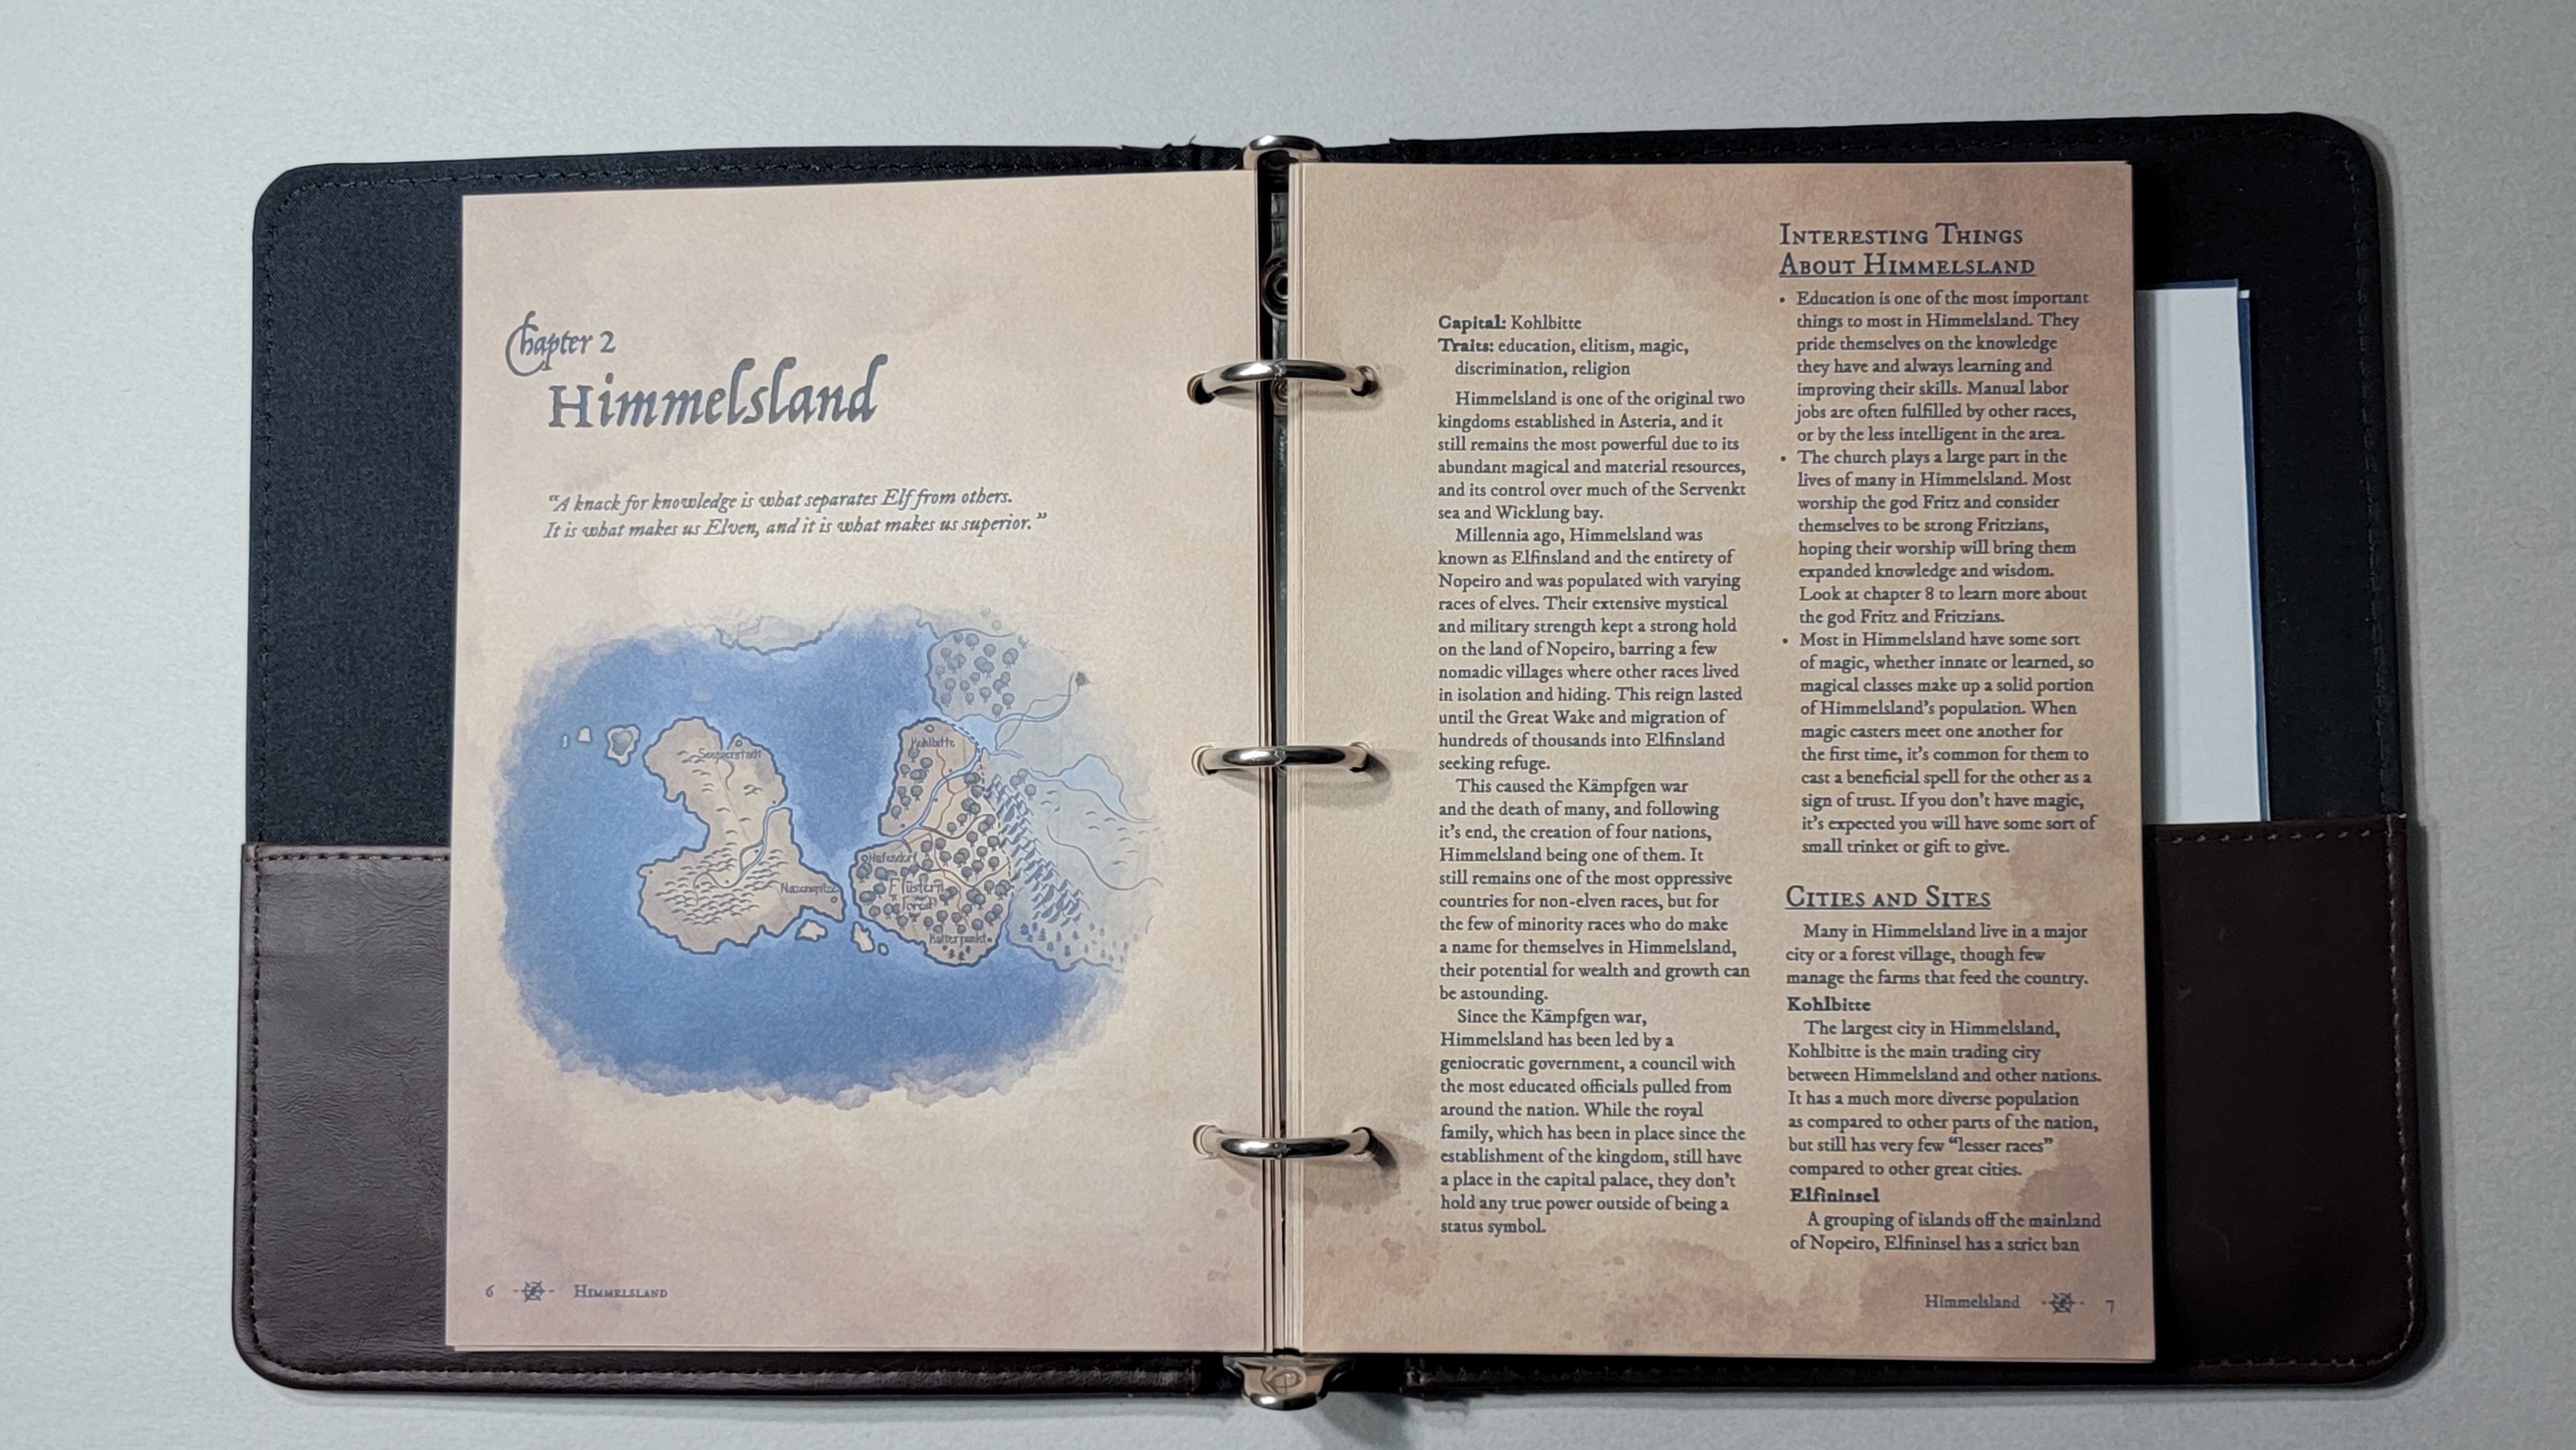 Chapter 2
Himmelsland
“A knack for knowledge is what separates Elf from others.
It is what makes us Elven, and it is what makes us superior.”
Kohlbitte
6
Himmelsland
Capital: Kohlbitte
Traits: education, elitism, magic,
discrimination, religion
Himmelsland is one of the original two
kingdoms established in Asteria, and it
still remains the most powerful due to its
abundant magical and material resources,
and its control over much of the Servenkt
sea and Wicklung bay.
Millennia ago, Himmelsland was
known as Elfinsland and the entirety of
Nopeiro and was populated with varying
races of elves. Their extensive mystical
and military strength kept a strong hold
on the land of Nopeiro, barring a few
nomadic villages where other races lived
in isolation and hiding. This reign lasted
until the Great Wake and migration of
hundreds of thousands into Elfinsland
seeking refuge.
This caused the Kämpfgen war
and the death of many, and following
it’s end, the creation of four nations,
Himmelsland being one of them. It
still remains one of the most oppressive
countries for non-elven races, but for
the few of minority races who do make
a name for themselves in Himmelsland,
their potential for wealth and growth can
be astounding.
Since the Kämpfgen war,
Himmelsland has been led by a
geniocratic government, a council with
the most educated officials pulled from
around the nation. While the royal
family, which has been in place since the
establishment of the kingdom, still have
a place in the capital palace, they don’t
hold any true power outside of being a
status symbol.
Interesting Things
About Himmelsland
• Education is one of the most important
things to most in Himmelsland. They
pride themselves on the knowledge
they have and always learning and
improving their skills. Manual labor
jobs are often fulfilled by other races,
or by the less intelligent in the area.
• The church plays a large part in the
lives of many in Himmelsland. Most
worship the god Fritz and consider
themselves to be strong Fritzians,
hoping their worship will bring them
expanded knowledge and wisdom.
Look at chapter 8 to learn more about
the god Fritz and Fritzians.
• Most in Himmelsland have some sort
of magic, whether innate or learned, so
magical classes make up a solid portion
of Himmelsland’s population. When
magic casters meet one another for
the first time, it’s common for them to
cast a beneficial spell for the other as a
sign of trust. If you don’t have magic,
it’s expected you will have some sort of
small trinket or gift to give.
Cities and Sites
Many in Himmelsland live in a major
city or a forest village, though few
manage the farms that feed the country.
Kohlbitte
The largest city in Himmelsland,
Kohlbitte is the main trading city
between Himmelsland and other nations.
It has a much more diverse population
as compared to other parts of the nation,
but still has very few “lesser races”
compared to other great cities.
Elfininsel
A grouping of islands off the mainland
of Nopeiro, Elfininsel has a strict ban
Himmelsland
7